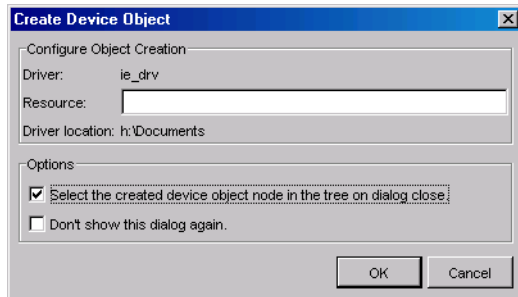 Create Device Object
Configure Object Creation
Driver: ie_drv
Resource:
Driver location: h:\Documents
Options
Select the created device object node in the tree on dialog close.
Don't show this dialog again.
OK Cancel